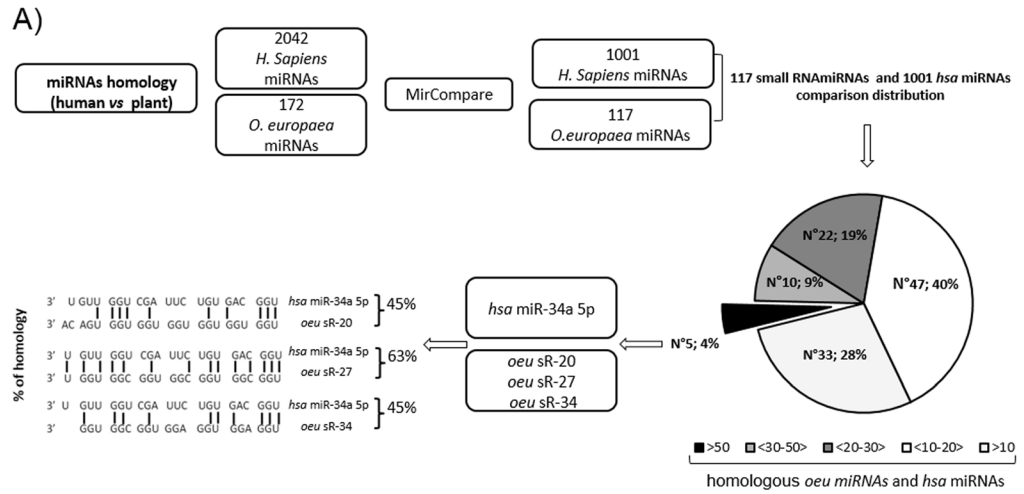 A)
miRNAs homology
(human vs plant)
2042
H. Sapiens
miRNAs
172
O. europaea
miRNAs
MirCompare
1001
H. Sapiens miRNAs
117
O.europaea miRNAs
117 small RNAmiRNAs and 1001 hsa miRNAs
comparison distribution
N°22; 19%
N°10; 9%
N°47; 40%
N°5; 4%
N°33; 28%
>50 <30-50> <20-30> <10-20> >10
homologous oeu miRNAs and hsa miRNAs
hsa miR-34a 5p
oeu sR-20
oeu sR-27
oeu sR-34
% of homology
3’ U GUU GGU CGA UUC UGU GAC GGU hsa miR-34a 5p
45%
3’ AC AGU GGU GGU GGU GGU GGU GGU oeu sR-20
3’ U GUU GGU CGA UUC UGU GAC GGU hsa miR-34a 5p
63%
3’ U GGU GGC GGU GGC GGU GGC GGU oeu sR-27
3’ U GUU GGU CGA UUC UGU GAC GGU hsa miR-34a 5p
45%
3’ GGU GGC GGU GGA GGU GGA GGU oeu sR-34